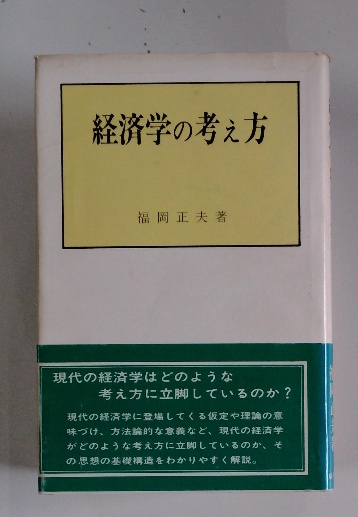 経済学の考え方
福岡正夫著
現代の経済学はどのような
考え方に立脚しているのか？
現代の経済学に登場してくる仮定や理論の意
味づけ、方法論的な意義など、現代の経済学
がどのような考え方に立脚しているのか、そ
の思想の基礎構造をわかりやすく解説。